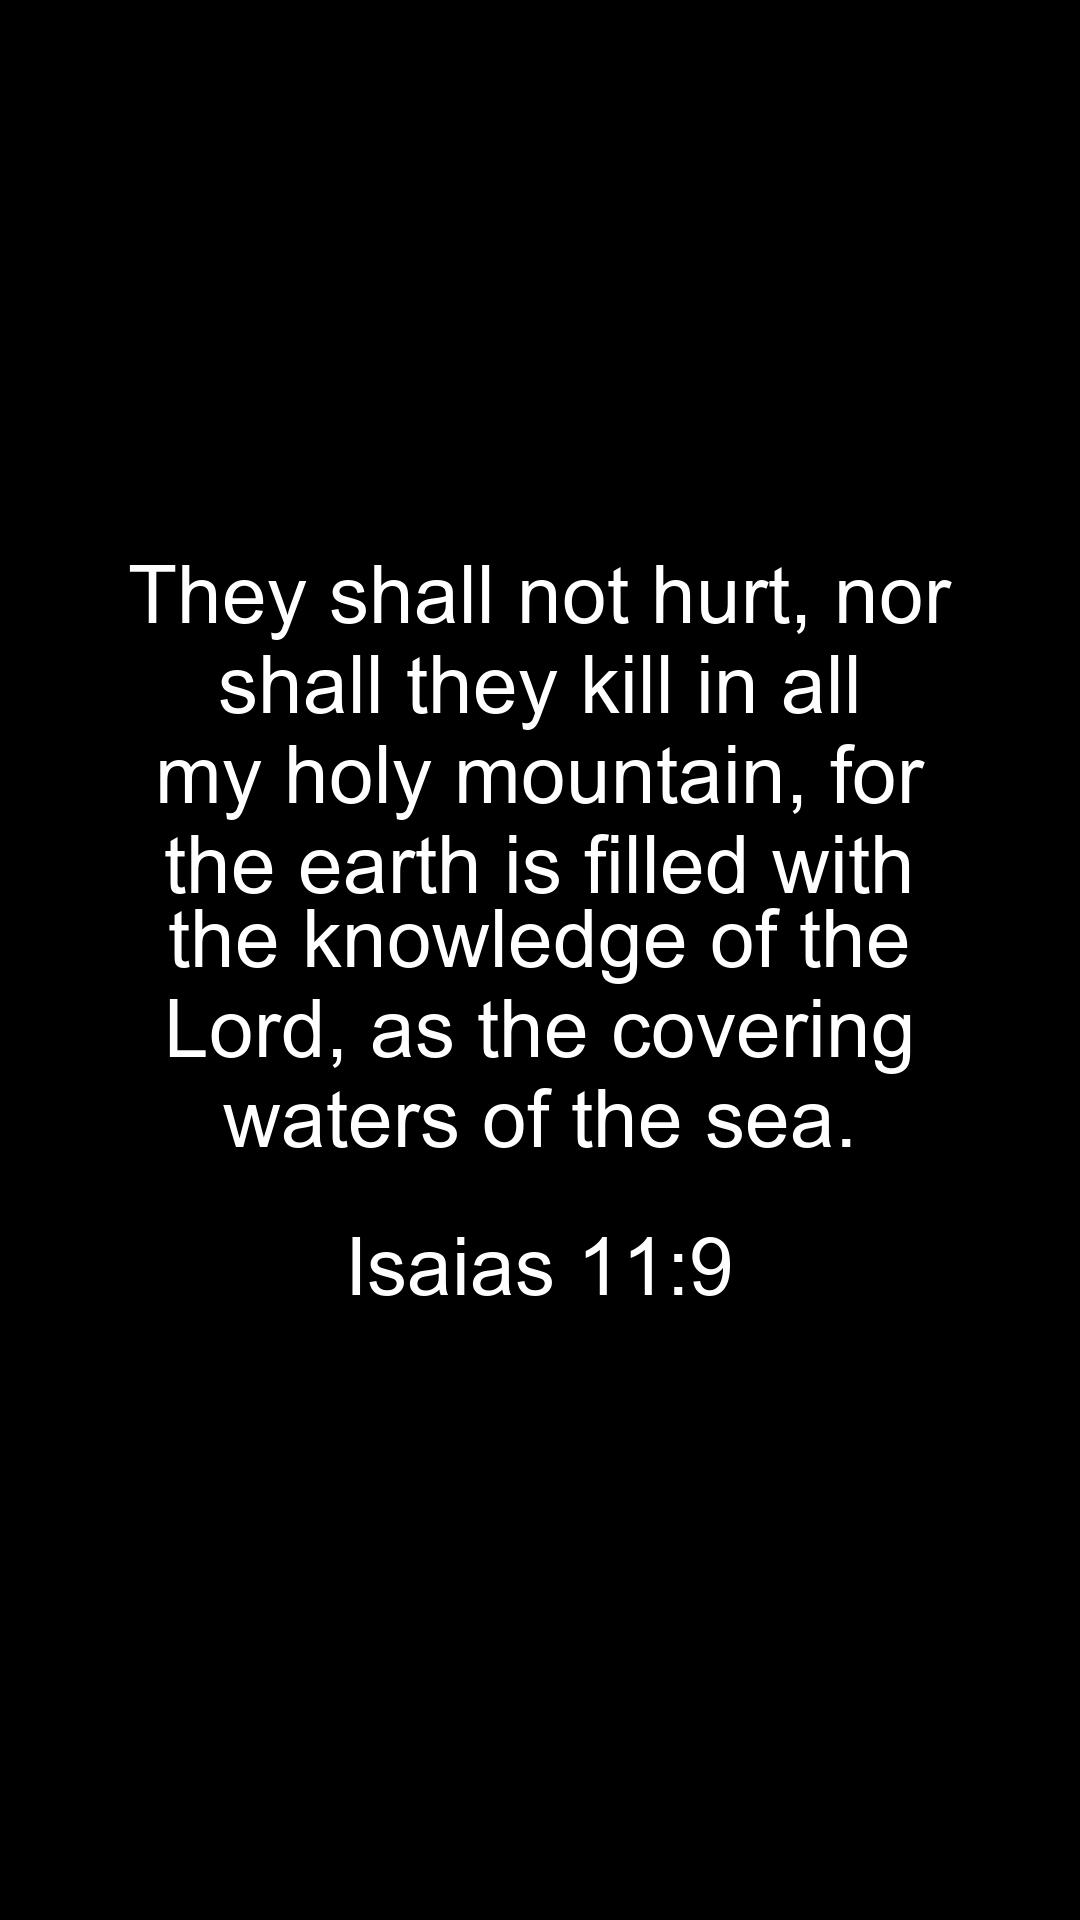 They shall not hurt, nor
shall they kill in all
my holy mountain, for
the earth is filled with
the knowledge of the
Lord, as the covering
waters of the sea.
Isaias 11:9